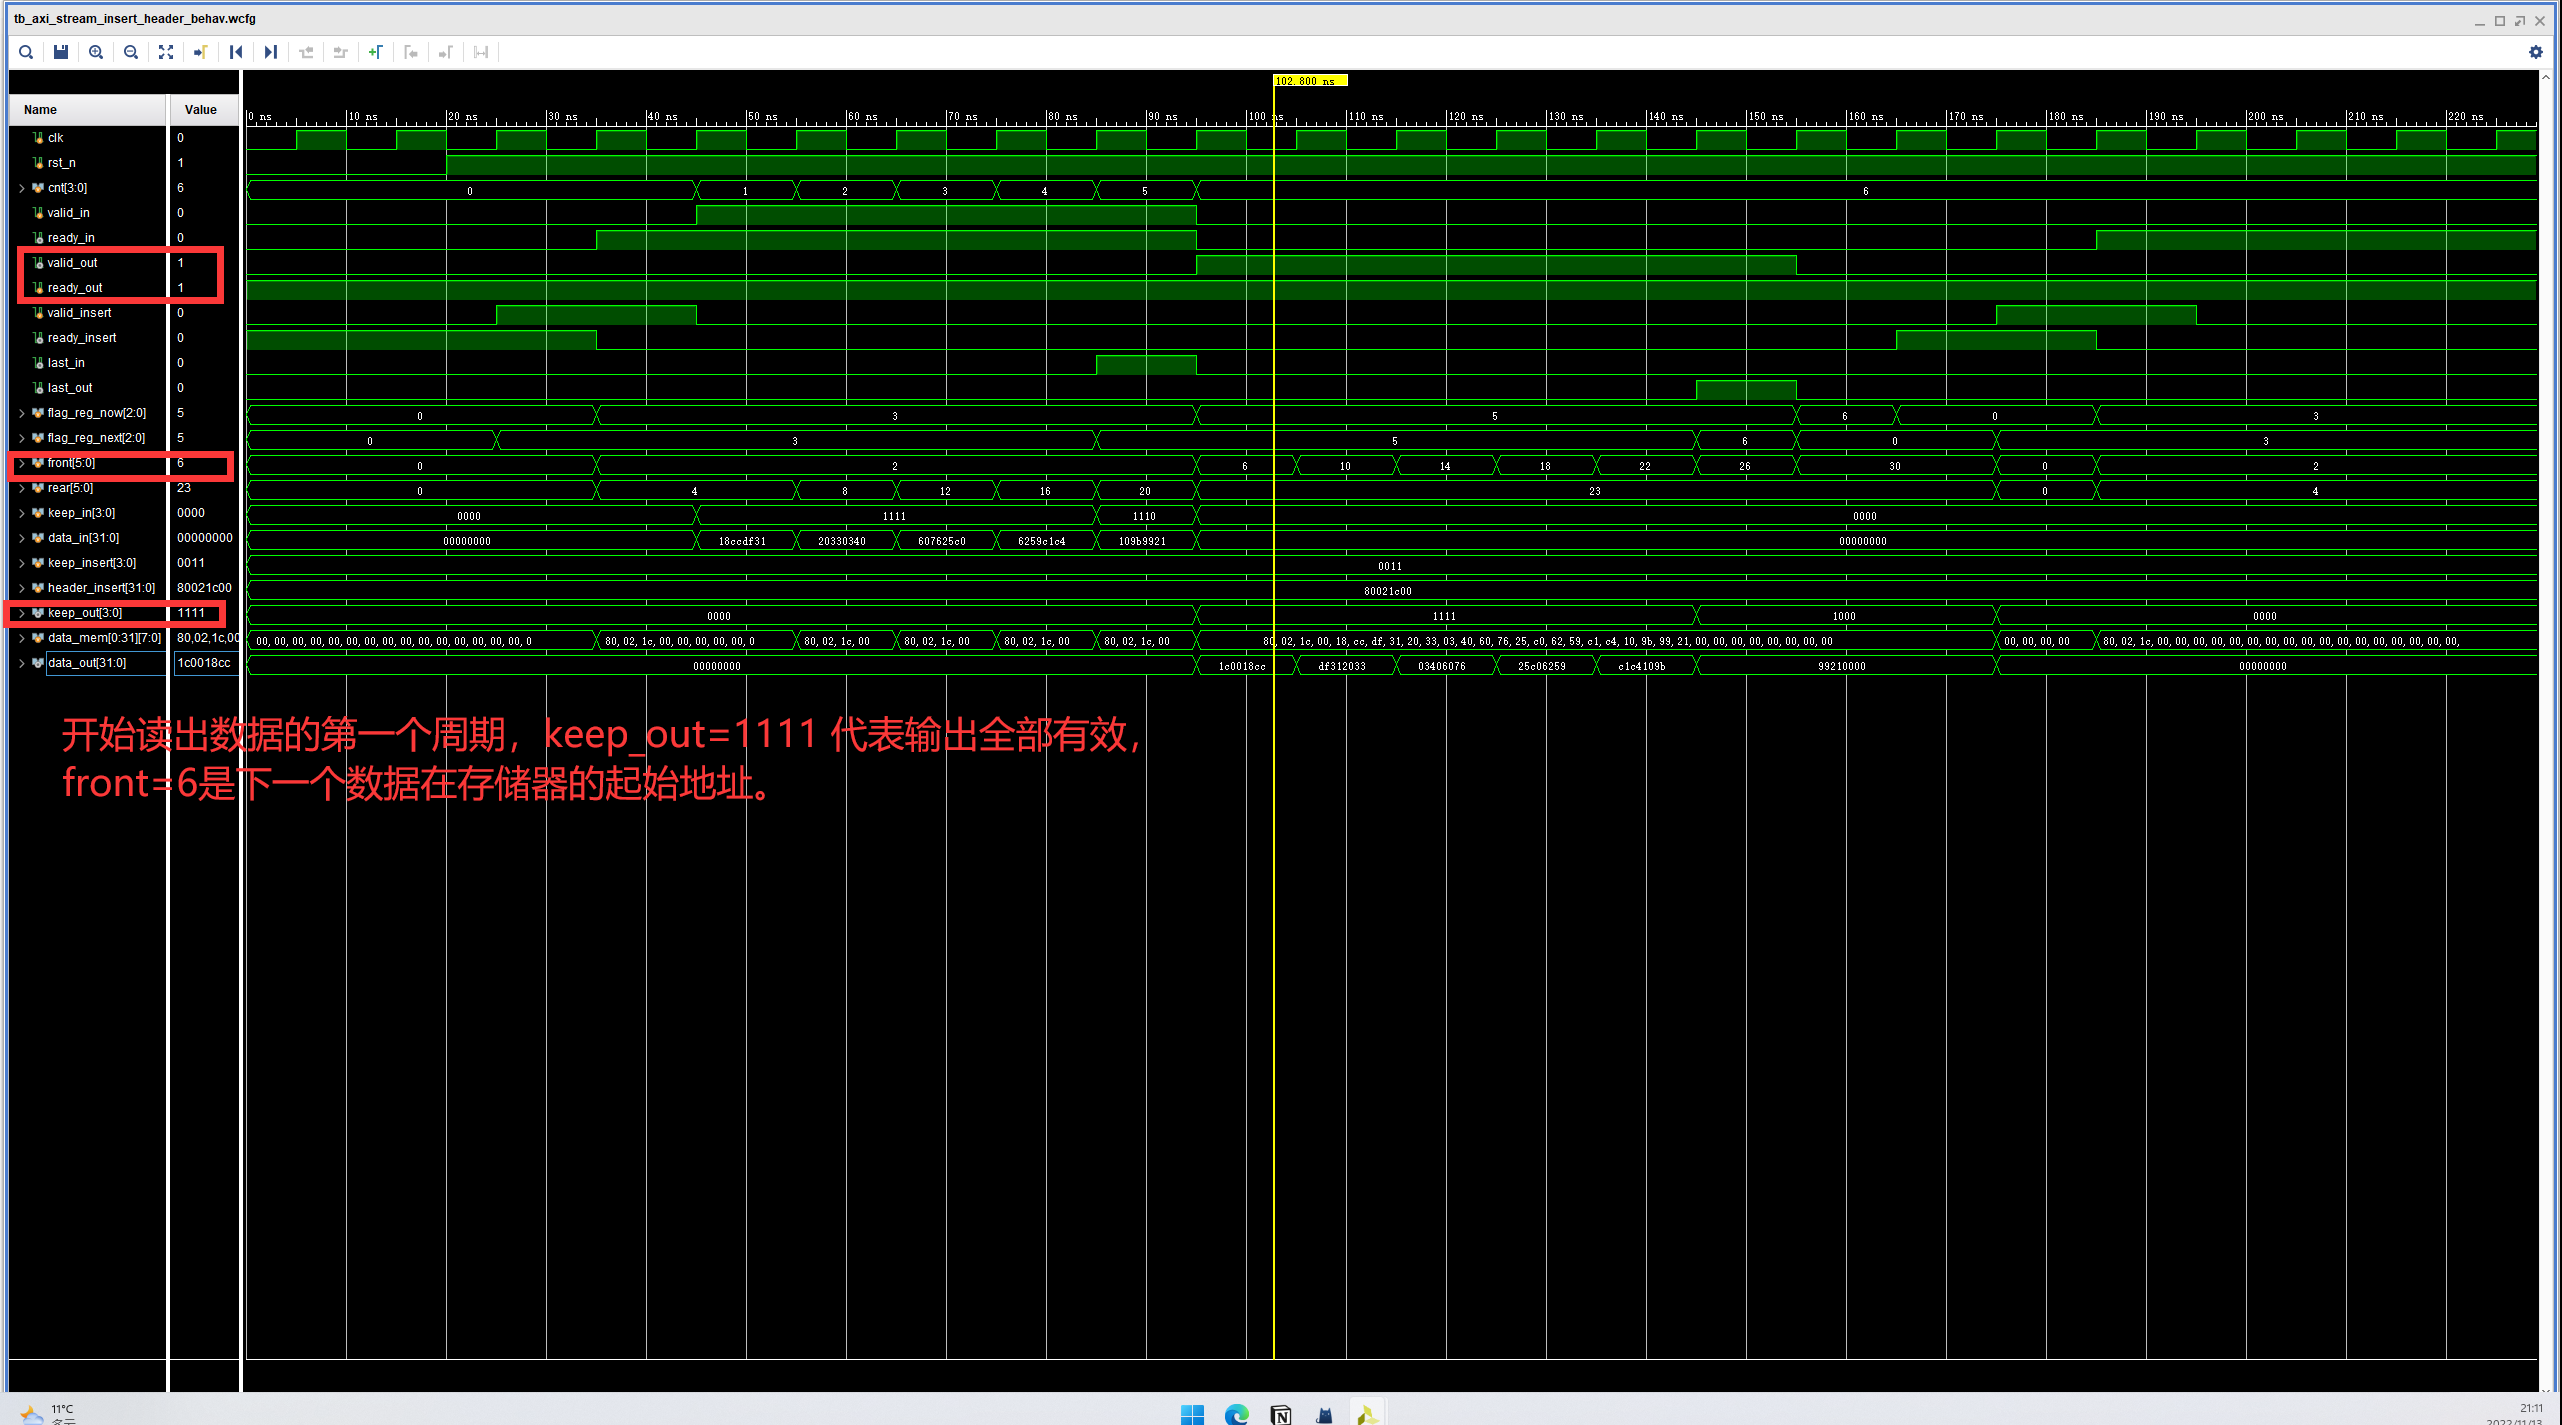 tb_axi_stream_insert_header_behav.wcfg
102.800 ns
Name Value
0 ns 10 ns 20 ns 30 ns 40 ns 50 ns 60 ns 70 ns 80 ns 90 ns 100 ns 110 ns 120 ns 130 ns 140 ns 150 ns 160 ns 170 ns 180 ns 190 ns 200 ns 210 ns 220 ns
clk 0
rst_n 1
cnt[3:0] 6 0 1 2 3 4 5 6
valid_in 0
ready_in 0
valid_out 1
ready_out 1
valid_insert 0
ready_insert 0
last_in 0
last_out 0
flag_reg_now[2:0] 5 0 3 5 6 0 3
flag_reg_next[2:0] 5 0 3 5 6 0 3
front[5:0] 6 0 2 6 10 14 18 22 26 30 0 2
rear[5:0] 23 0 4 8 12 16 20 23 0 4
keep_in[3:0] 0000 0000 1111 1110 0000
data_in[31:0] 00000000 00000000 18ccdf31 20330340 607625c0 6259c1c4 109b9921 00000000
keep_insert[3:0] 0011 0011
header_insert[31:0] 80021c00 80021c00
keep_out[3:0] 1111 0000 1111 1000 0000
data_mem[0:31][7:0] 80,02,1c,00 00,00,00,00,00,00,00,00,00,00,00,00,00,00,00,0 80,02,1c,00,00,00,00,00,0 80,02,1c,00 80,02,1c,00 80,02,1c,00 80,02,1c,00 80,02,1c,00,18,cc,df,31,20,33,03,40,60,76,25,c0,62,59,c1,c4,10,9b,99,21,00,00,00,00,00,00,00,00 00,00,00,00 80,02,1c,00,00,00,00,00,00,00,00,00,00,00,00,00,00,00,00,00,
data_out[31:0] 1c0018cc 00000000 1c0018cc df312033 03406076 25c06259 c1c4109b 99210000 00000000
开始读出数据的第一个周期，keep_out=1111 代表输出全部有效，
front=6是下一个数据在存储器的起始地址。
11°C
多云
21:11
2022/11/13